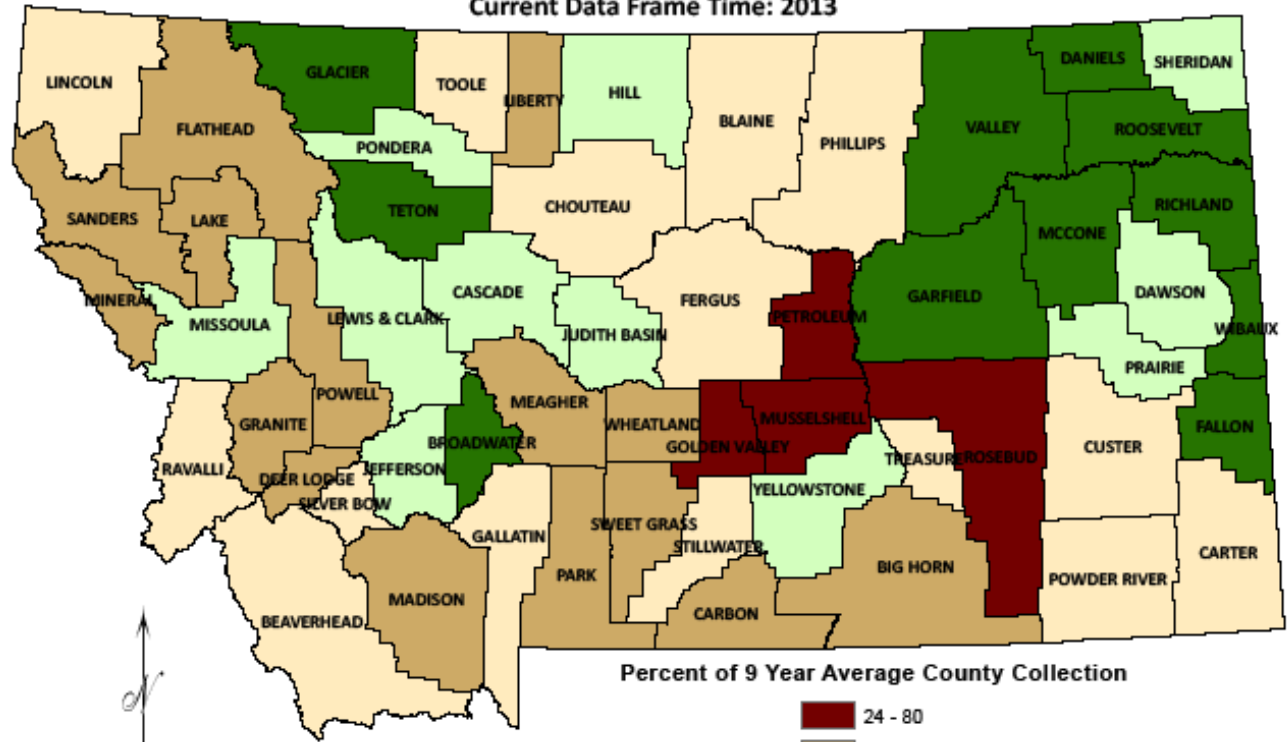 Current Data Frame Time: 2013
LINCOLN
FLATHEAD
GLACIER
TOOLE
LIBERTY
HILL
BLAINE
PHILLIPS
VALLEY
DANIELS
SHERIDAN
ROOSEVELT
PONDERA
SANDERS
LAKE
TETON
CHOUTEAU
RICHLAND
MCCONE
MINERAL
MISSOULA
LEWIS & CLARK
CASCADE
JUDITH BASIN
FERGUS
PETROLEUM
GARFIELD
DAWSON
WIBAUX
PRAIRIE
POWELL
GRANITE
MEAGHER
WHEATLAND
MUSSELSHELL
GOLDEN VALLEY
BROADWATER
FALLON
CUSTER
RAVALLI
DEER LODGE
JEFFERSON
TREASURE
ROSEBUD
YELLOWSTONE
SILVER BOW
GALLATIN
SWEET GRASS
STILLWATER
CARTER
PARK
BIG HORN
POWDER RIVER
MADISON
CARBON
BEAVERHEAD
N
Percent of 9 Year Average County Collection
24 - 80